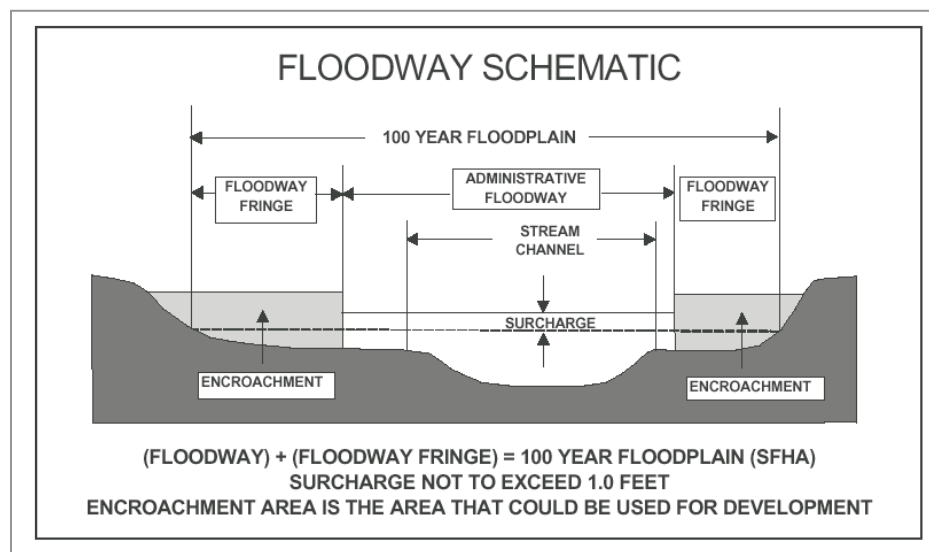 FLOODWAY SCHEMATIC
100 YEAR FLOODPLAIN
FLOODWAY
FRINGE
ADMINISTRATIVE
FLOODWAY
FLOODWAY
FRINGE
STREAM
CHANNEL
SURCHARGE
ENCROACHMENT
ENCROACHMENT
(FLOODWAY) + (FLOODWAY FRINGE) = 100 YEAR FLOODPLAIN (SFHA)
SURCHARGE NOT TO EXCEED 1.0 FEET
ENCROACHMENT AREA IS THE AREA THAT COULD BE USED FOR DEVELOPMENT